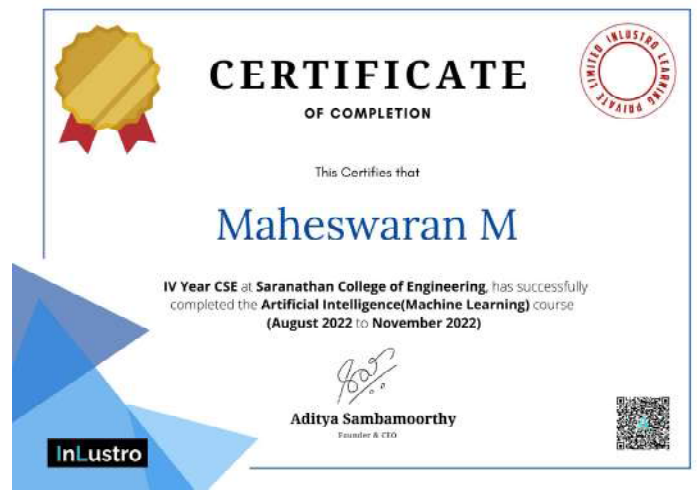 CERTIFICATE
OF COMPLETION
INLUSTRO LEARNING PRIVATE LIMITED
This Certifies that
Maheswaran M
IV Year CSE at Saranathan College of Engineering, has successfully
completed the Artificial Intelligence(Machine Learning) course
(August 2022 to November 2022)
Aditya Sambamoorthy
Founder & CEO
InLustro